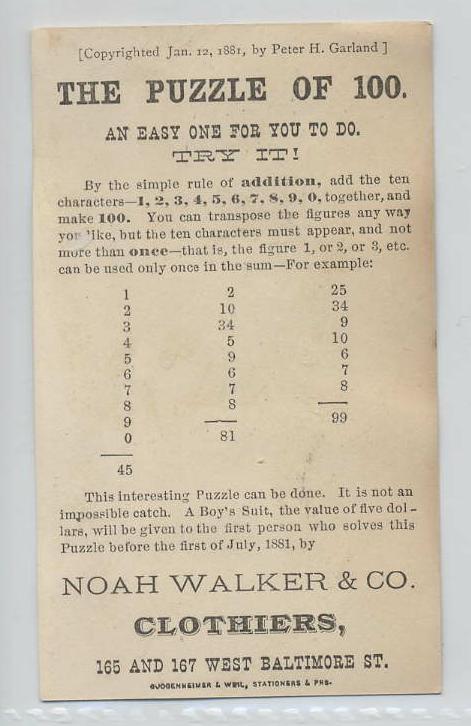 [Copyrighted Jan. 12, 1881, by Peter H. Garland ]
THE PUZZLE OF 100.
AN EASY ONE FOR YOU TO DO.
TRY IT!
By the simple rule of addition, add the ten
characters—1, 2, 3, 4, 5, 6, 7, 8, 9, 0, together, and
make 100. You can transpose the figures any way
you like, but the ten characters must appear, and not
more than once—that is, the figure 1, or 2, or 3, etc.
can be used only once in the sum—For example:
1 2 25
2 10 34
3 34 9
4 5 10
5 9 6
6 6 7
7 7 8
8 8
9 81 99
0
45
This interesting Puzzle can be done. It is not an
impossible catch. A Boy's Suit, the value of five dol-
lars, will be given to the first person who solves this
Puzzle before the first of July, 1881, by
NOAH WALKER & CO.
CLOTHIERS,
165 AND 167 WEST BALTIMORE ST.
GUGGENHEIMER & WEIL, STATIONERS & PRS.